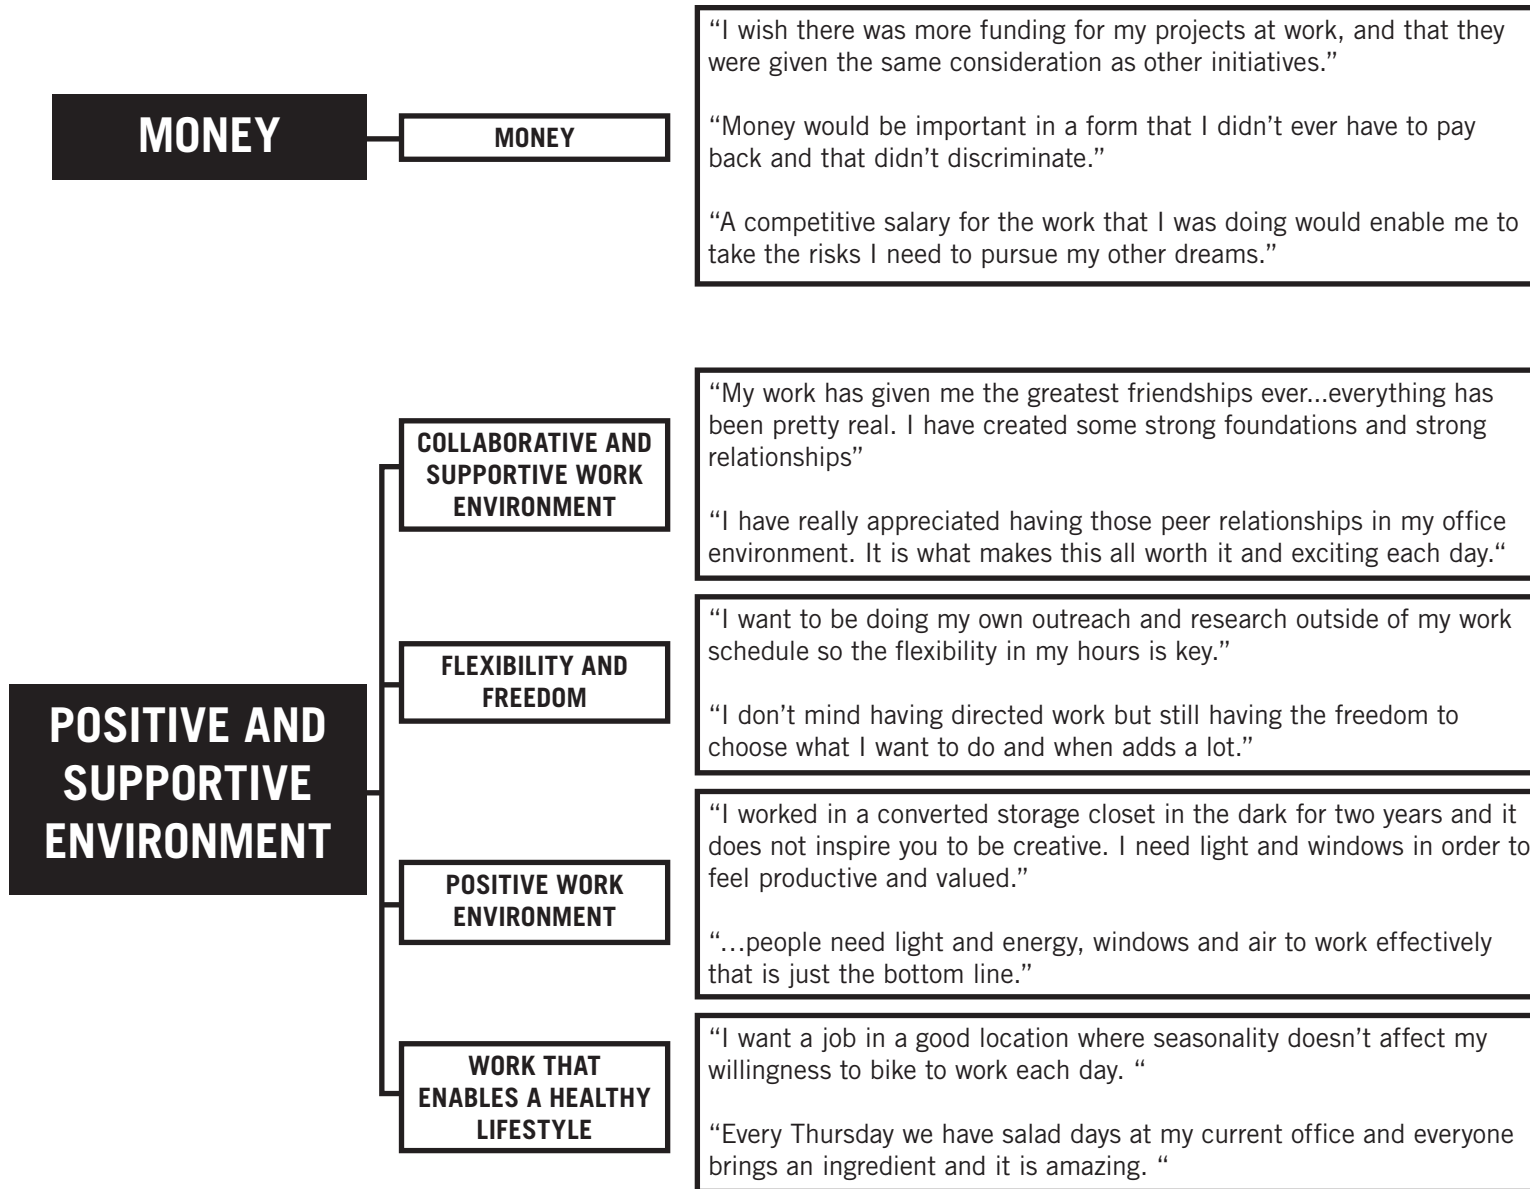 MONEY
MONEY
“I wish there was more funding for my projects at work, and that they
were given the same consideration as other initiatives.”
“Money would be important in a form that I didn’t ever have to pay
back and that didn’t discriminate.”
“A competitive salary for the work that I was doing would enable me to
take the risks I need to pursue my other dreams.”
POSITIVE AND
SUPPORTIVE
ENVIRONMENT
COLLABORATIVE AND
SUPPORTIVE WORK
ENVIRONMENT
“My work has given me the greatest friendships ever...everything has
been pretty real. I have created some strong foundations and strong
relationships”
“I have really appreciated having those peer relationships in my office
environment. It is what makes this all worth it and exciting each day.“
FLEXIBILITY AND
FREEDOM
“I want to be doing my own outreach and research outside of my work
schedule so the flexibility in my hours is key.”
“I don’t mind having directed work but still having the freedom to
choose what I want to do and when adds a lot.”
POSITIVE WORK
ENVIRONMENT
“I worked in a converted storage closet in the dark for two years and it
does not inspire you to be creative. I need light and windows in order to
feel productive and valued.”
“…people need light and energy, windows and air to work effectively
that is just the bottom line.”
WORK THAT
ENABLES A HEALTHY
LIFESTYLE
“I want a job in a good location where seasonality doesn’t affect my
willingness to bike to work each day. “
“Every Thursday we have salad days at my current office and everyone
brings an ingredient and it is amazing. “